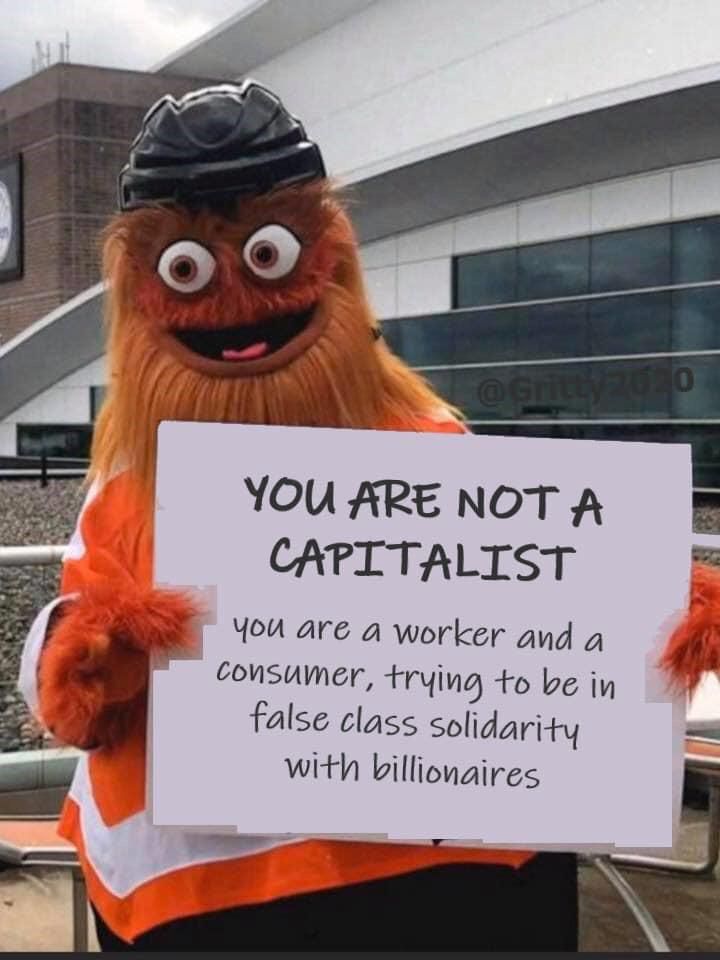 @Gritty2020
YOU ARE NOT A
CAPITALIST
you are a worker and a
consumer, trying to be in
false class solidarity
with billionaires